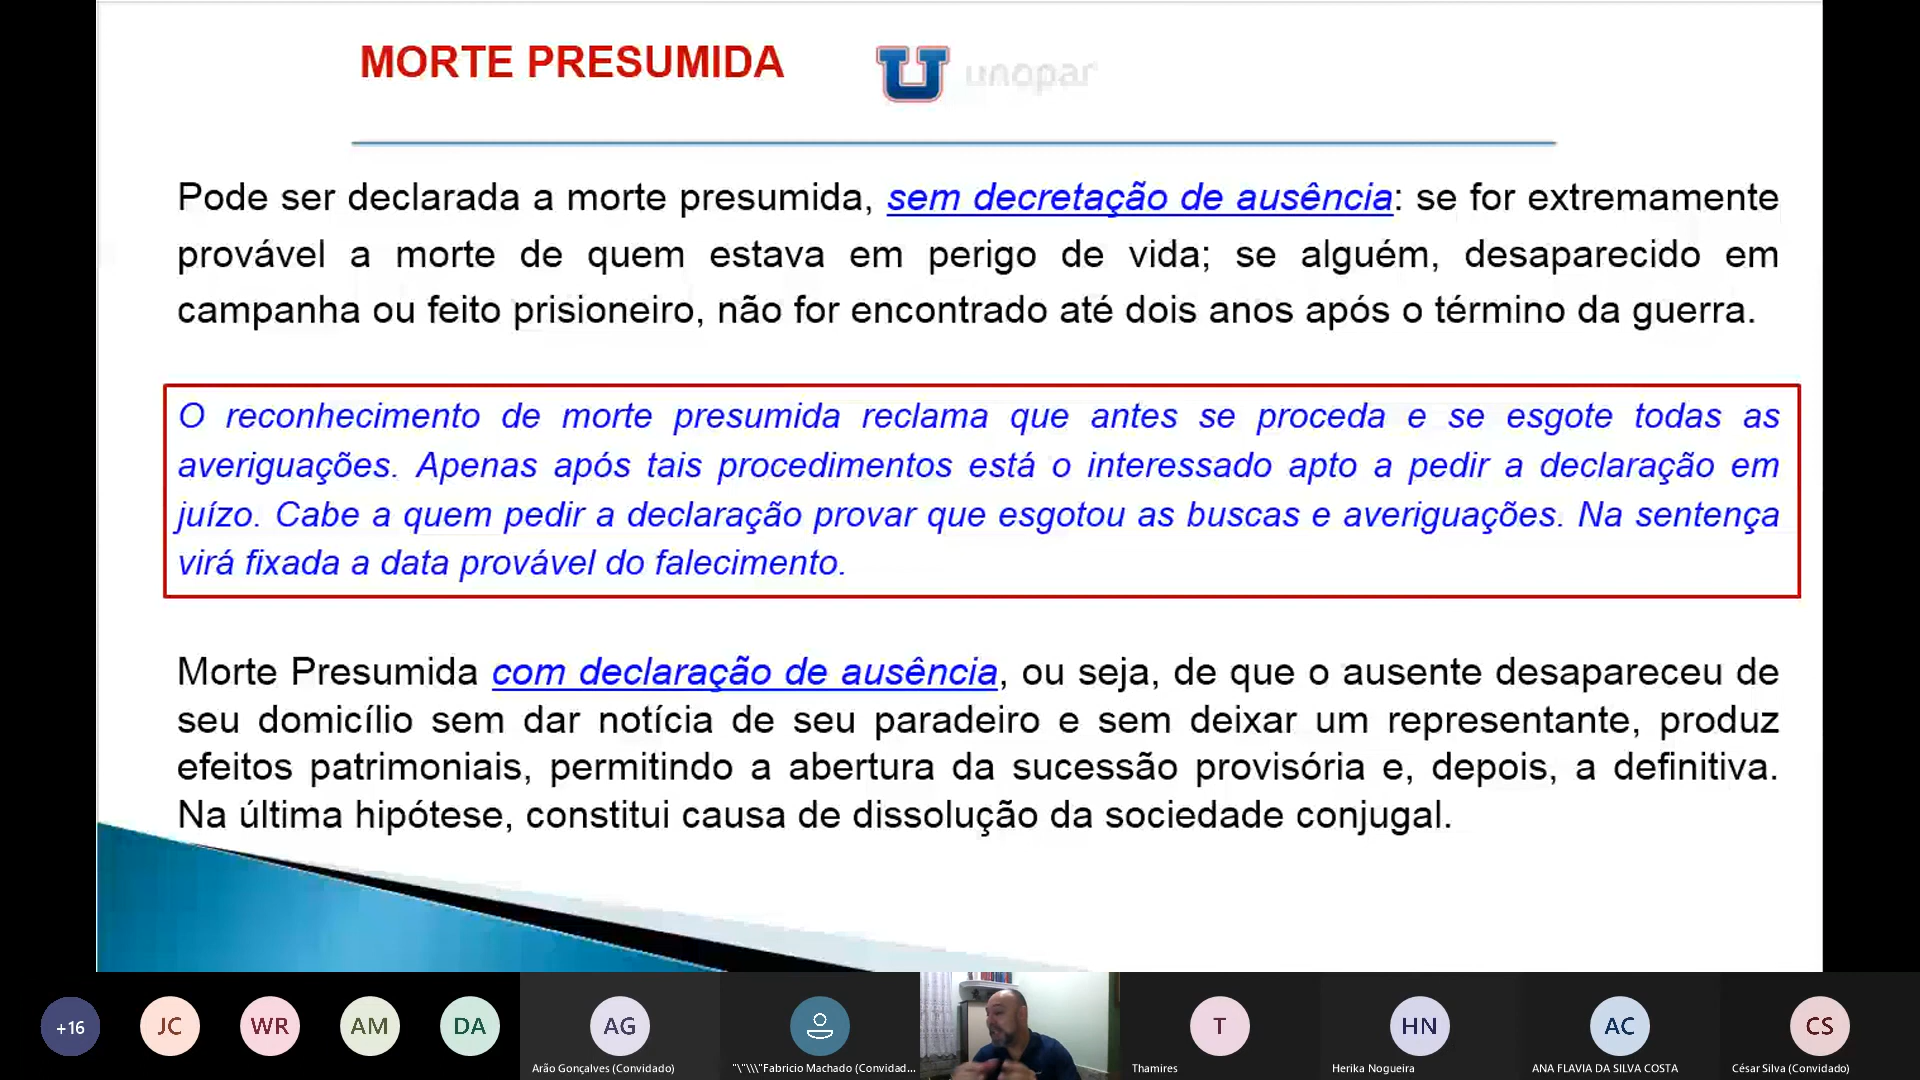 MORTE PRESUMIDA
unopar
Pode ser declarada a morte presumida, sem decretação de ausência: se for extremamente
provável a morte de quem estava em perigo de vida; se alguém, desaparecido em
campanha ou feito prisioneiro, não for encontrado até dois anos após o término da guerra.
O reconhecimento de morte presumida reclama que antes se proceda e se esgote todas as
averiguações. Apenas após tais procedimentos está o interessado apto a pedir a declaração em
juízo. Cabe a quem pedir a declaração provar que esgotou as buscas e averiguações. Na sentença
virá fixada a data provável do falecimento.
Morte Presumida com declaração de ausência, ou seja, de que o ausente desapareceu de
seu domicílio sem dar notícia de seu paradeiro e sem deixar um representante, produz
efeitos patrimoniais, permitindo a abertura da sucessão provisória e, depois, a definitiva.
Na última hipótese, constitui causa de dissolução da sociedade conjugal.
+16 JC WR AM DA AG T HN AC CS
Arão Gonçalves (Convidado) "\"\\\"Fabricio Machado (Convidad... Thamires Herika Nogueira ANA FLAVIA DA SILVA COSTA César Silva (Convidado)